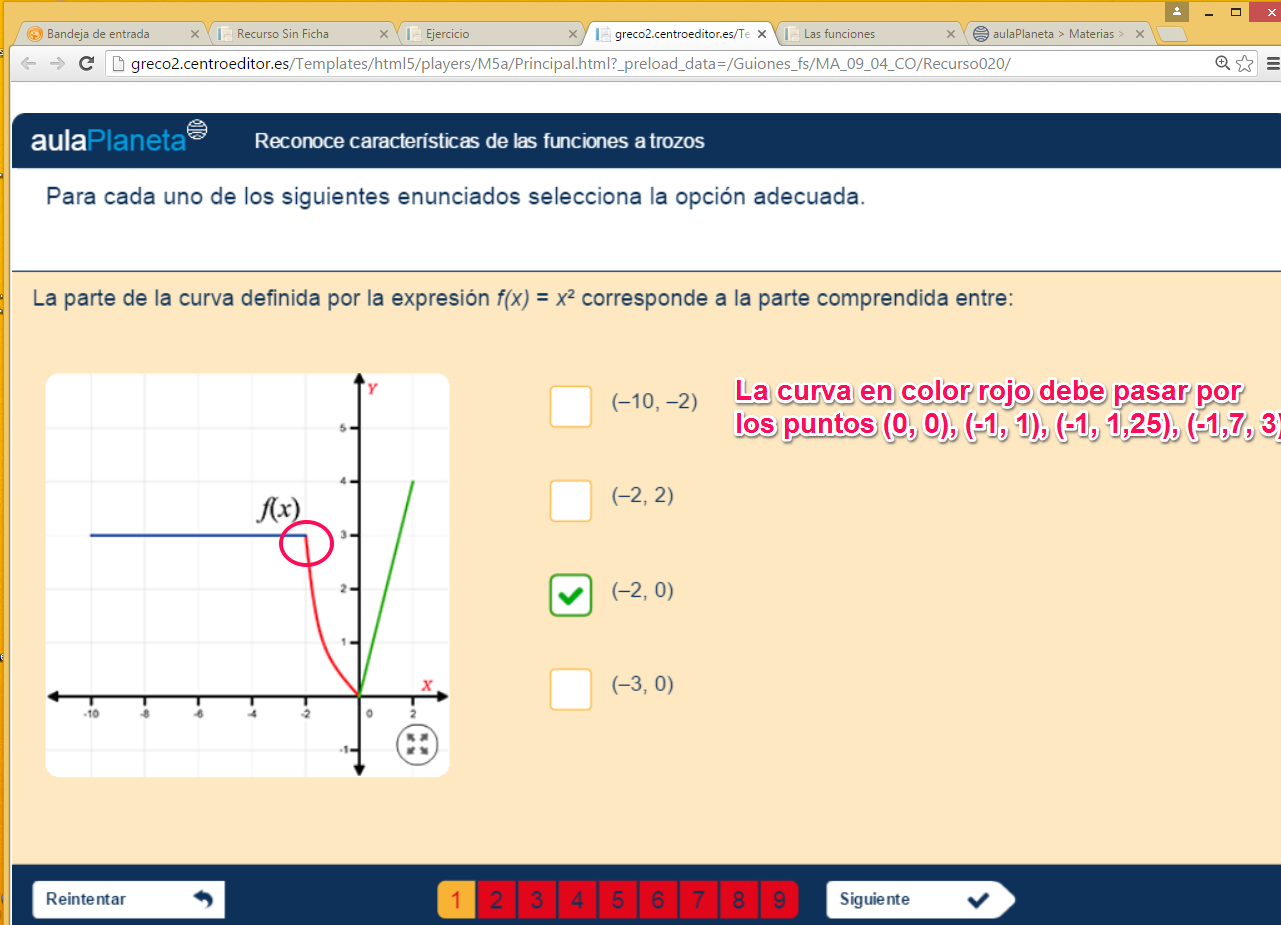 Bandeja de entrada
Recurso Sin Ficha
Ejercicio
greco2.centroeditor.es/Te
Las funciones
aulaPlaneta > Materias >
greco2.centroeditor.es/Templates/html5/players/M5a/Principal.html?_preload_data=/Guiones_fs/MA_09_04_CO/Recurso020/
aulaPlaneta
Reconoce características de las funciones a trozos
Para cada uno de los siguientes enunciados selecciona la opción adecuada.
La parte de la curva definida por la expresión f(x) = x² corresponde a la parte comprendida entre:
Y
5
4
f(x)
3
2
1
X
-10 -8 -6 -4 -2 0 2
-1
(–10, –2)
(–2, 2)
(–2, 0)
(–3, 0)
La curva en color rojo debe pasar por
los puntos (0, 0), (-1, 1), (-1, 1,25), (-1,7, 3)
Reintentar
1 2 3 4 5 6 7 8 9
Siguiente